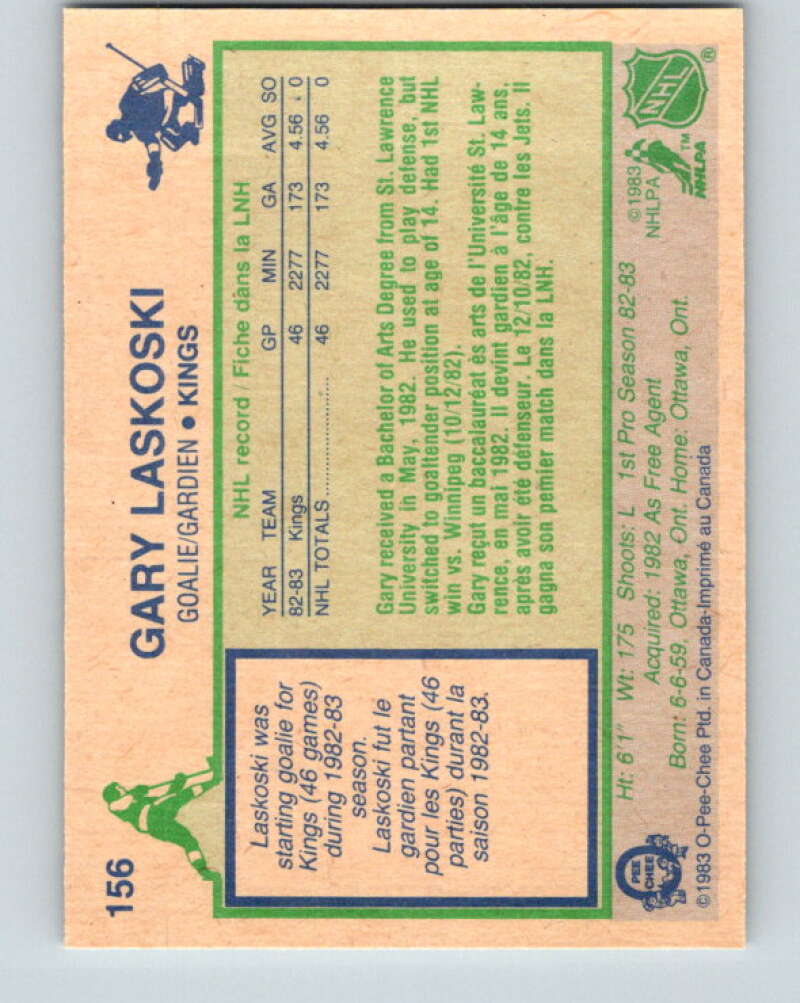 156
GARY LASKOSKI
GOALIE/GARDIEN • KINGS
NHL record / Fiche dans la LNH
YEAR TEAM GP MIN GA AVG SO
82-83 Kings 46 2277 173 4.56 0
NHL TOTALS 46 2277 173 4.56 0
Laskoski was
starting goalie for
Kings (46 games)
during 1982-83
season.
Laskoski fut le
gardien partant
pour les Kings (46
parties) durant la
saison 1982-83.
Gary received a Bachelor of Arts Degree from St. Lawrence
University in May, 1982. He used to play defense, but
switched to goaltender position at age of 14. Had 1st NHL
win vs. Winnipeg (10/12/82).
Gary reçut un baccalauréat ès arts de l'Université St. Law-
rence, en mai 1982. Il devint gardien à l'âge de 14 ans,
après avoir été défenseur. Le 12/10/82, contre les Jets. Il
gagna son pemier match dans la LNH.
Ht: 6'1" Wt: 175 Shoots: L 1st Pro Season 82-83
Acquired: 1982 As Free Agent
Born: 6-6-59, Ottawa, Ont. Home: Ottawa, Ont.
©1983
NHLPA
NHLPA
TM
NHL
®
O
PEE
CHEE
©1983 O-Pee-Chee Ptd. in Canada-Imprimé au Canada